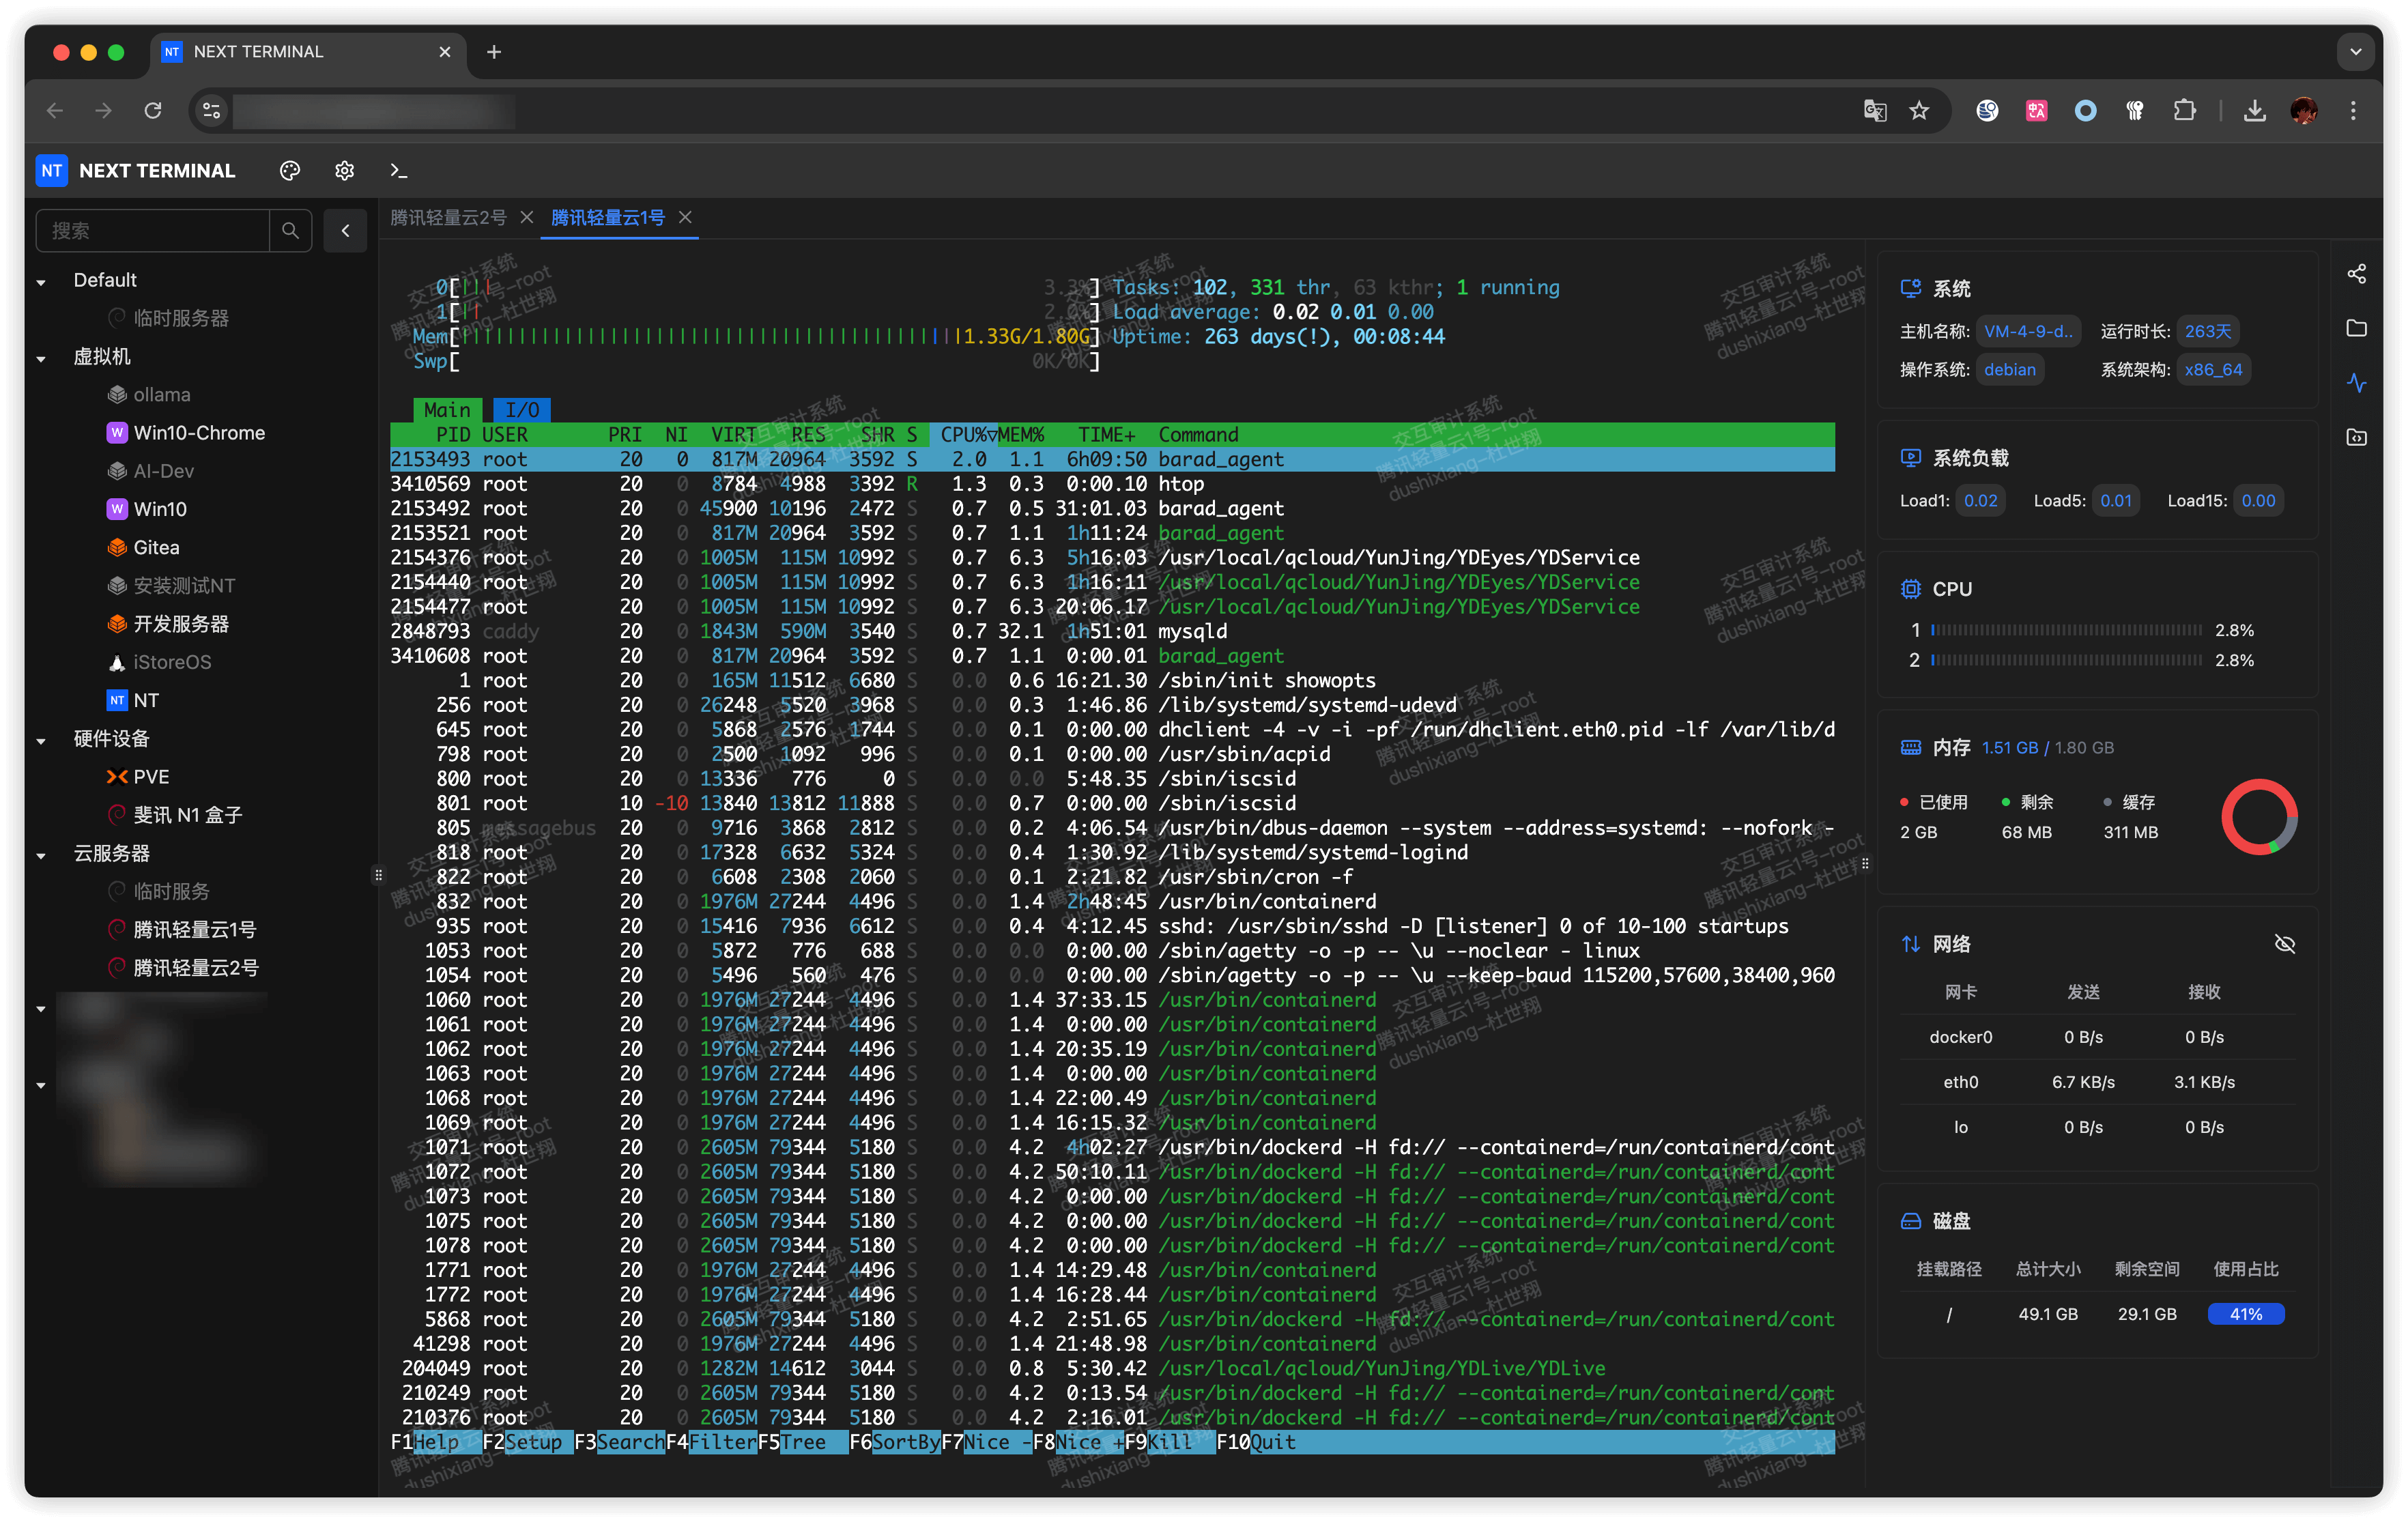 NT NEXT TERMINAL
NT NEXT TERMINAL
搜索
Default
临时服务器
虚拟机
ollama
W Win10-Chrome
AI-Dev
W Win10
Gitea
安装测试NT
开发服务器
iStoreOS
NT NT
硬件设备
PVE
斐讯 N1 盒子
云服务器
临时服务
腾讯轻量云1号
腾讯轻量云2号
腾讯轻量云2号 腾讯轻量云1号
0[||| 3.3%] Tasks: 102, 331 thr, 63 kthr; 1 running
1[|| ] Load average: 0.02 0.01 0.00
Mem[ 1.33G/1.80G] Uptime: 263 days(!), 00:08:44
Swp[ 0K/0K]
Main I/O
PID USER PRI NI VIRT RES SHR S CPU%▽MEM% TIME+ Command
2153493 root 20 0 817M 20964 3592 S 2.0 1.1 6h09:50 barad_agent
3410569 root 20 0 8784 4988 3392 R 1.3 0.3 0:00.10 htop
2153492 root 20 0 45900 10196 2472 S 0.7 0.5 31:01.03 barad_agent
2153521 root 20 0 817M 20964 3592 S 0.7 1.1 1h11:24 barad_agent
2154376 root 20 0 1005M 115M 10992 S 0.7 6.3 5h16:03 /usr/local/qcloud/YunJing/YDEyes/YDService
2154440 root 20 0 1005M 115M 10992 S 0.7 6.3 1h16:11 /usr/local/qcloud/YunJing/YDEyes/YDService
2154477 root 20 0 1005M 115M 10992 S 0.7 6.3 20:06.17 /usr/local/qcloud/YunJing/YDEyes/YDService
2848793 caddy 20 0 1843M 590M 3540 S 0.7 32.1 1h51:01 mysqld
3410608 root 20 0 817M 20964 3592 S 0.7 1.1 0:00.01 barad_agent
1 root 20 0 165M 11512 6680 S 0.0 0.6 16:21.30 /sbin/init showopts
256 root 20 0 26248 5520 3968 S 0.0 0.3 1:46.86 /lib/systemd/systemd-udevd
645 root 20 0 5868 2576 1744 S 0.0 0.1 0:00.00 dhclient -4 -v -i -pf /run/dhclient.eth0.pid -lf /var/lib/d
798 root 20 0 2500 1092 996 S 0.0 0.1 0:00.00 /usr/sbin/acpid
800 root 20 0 13336 776 0 S 0.0 0.0 5:48.35 /sbin/iscsid
801 root 10 -10 13840 13812 11888 S 0.0 0.7 0:00.00 /sbin/iscsid
805 messagebus 20 0 9716 3868 2812 S 0.0 0.2 4:06.54 /usr/bin/dbus-daemon --system --address=systemd: --nofork -
818 root 20 0 17328 6632 5324 S 0.0 0.4 1:30.92 /lib/systemd/systemd-logind
822 root 20 0 6608 2308 2060 S 0.0 0.1 2:21.82 /usr/sbin/cron -f
832 root 20 0 1976M 27244 4496 S 0.0 1.4 2h48:45 /usr/bin/containerd
935 root 20 0 15416 7936 6612 S 0.0 0.4 4:12.45 sshd: /usr/sbin/sshd -D [listener] 0 of 10-100 startups
1053 root 20 0 5872 776 688 S 0.0 0.0 0:00.00 /sbin/agetty -o -p -- \u --noclear - linux
1054 root 20 0 5496 560 476 S 0.0 0.0 0:00.00 /sbin/agetty -o -p -- \u --keep-baud 115200,57600,38400,960
1060 root 20 0 1976M 27244 4496 S 0.0 1.4 37:33.15 /usr/bin/containerd
1061 root 20 0 1976M 27244 4496 S 0.0 1.4 0:00.00 /usr/bin/containerd
1062 root 20 0 1976M 27244 4496 S 0.0 1.4 20:35.19 /usr/bin/containerd
1063 root 20 0 1976M 27244 4496 S 0.0 1.4 0:00.00 /usr/bin/containerd
1068 root 20 0 1976M 27244 4496 S 0.0 1.4 22:00.49 /usr/bin/containerd
1069 root 20 0 1976M 27244 4496 S 0.0 1.4 16:15.32 /usr/bin/containerd
1071 root 20 0 2605M 79344 5180 S 0.0 4.2 4h02:27 /usr/bin/dockerd -H fd:// --containerd=/run/containerd/cont
1072 root 20 0 2605M 79344 5180 S 0.0 4.2 50:10.11 /usr/bin/dockerd -H fd:// --containerd=/run/containerd/cont
1073 root 20 0 2605M 79344 5180 S 0.0 4.2 0:00.00 /usr/bin/dockerd -H fd:// --containerd=/run/containerd/cont
1075 root 20 0 2605M 79344 5180 S 0.0 4.2 0:00.00 /usr/bin/dockerd -H fd:// --containerd=/run/containerd/cont
1078 root 20 0 2605M 79344 5180 S 0.0 4.2 0:00.00 /usr/bin/dockerd -H fd:// --containerd=/run/containerd/cont
1771 root 20 0 1976M 27244 4496 S 0.0 1.4 14:29.48 /usr/bin/containerd
1772 root 20 0 1976M 27244 4496 S 0.0 1.4 16:28.44 /usr/bin/containerd
5868 root 20 0 2605M 79344 5180 S 0.0 4.2 2:51.65 /usr/bin/dockerd -H fd:// --containerd=/run/containerd/cont
41298 root 20 0 1976M 27244 4496 S 0.0 1.4 21:48.98 /usr/bin/containerd
204049 root 20 0 1282M 14612 3044 S 0.0 0.8 5:30.42 /usr/local/qcloud/YunJing/YDLive/YDLive
210249 root 20 0 2605M 79344 5180 S 0.0 4.2 0:13.54 /usr/bin/dockerd -H fd:// --containerd=/run/containerd/cont
210376 root 20 0 2605M 79344 5180 S 0.0 4.2 2:16.01 /usr/bin/dockerd -H fd:// --containerd=/run/containerd/cont
F1Help F2Setup F3SearchF4FilterF5Tree F6SortByF7Nice -F8Nice +F9Kill F10Quit
交互审计系统
腾讯轻量云1号-root
dushixiang-杜世翔
系统
主机名称: VM-4-9-d.. 运行时长: 263天
操作系统: debian 系统架构: x86_64
系统负载
Load1: 0.02 Load5: 0.01 Load15: 0.00
CPU
1 2.8%
2 2.8%
内存 1.51 GB / 1.80 GB
已使用 剩余 缓存
2 GB 68 MB 311 MB
网络
网卡 发送 接收
docker0 0 B/s 0 B/s
eth0 6.7 KB/s 3.1 KB/s
lo 0 B/s 0 B/s
磁盘
挂载路径 总计大小 剩余空间 使用占比
/ 49.1 GB 29.1 GB 41%